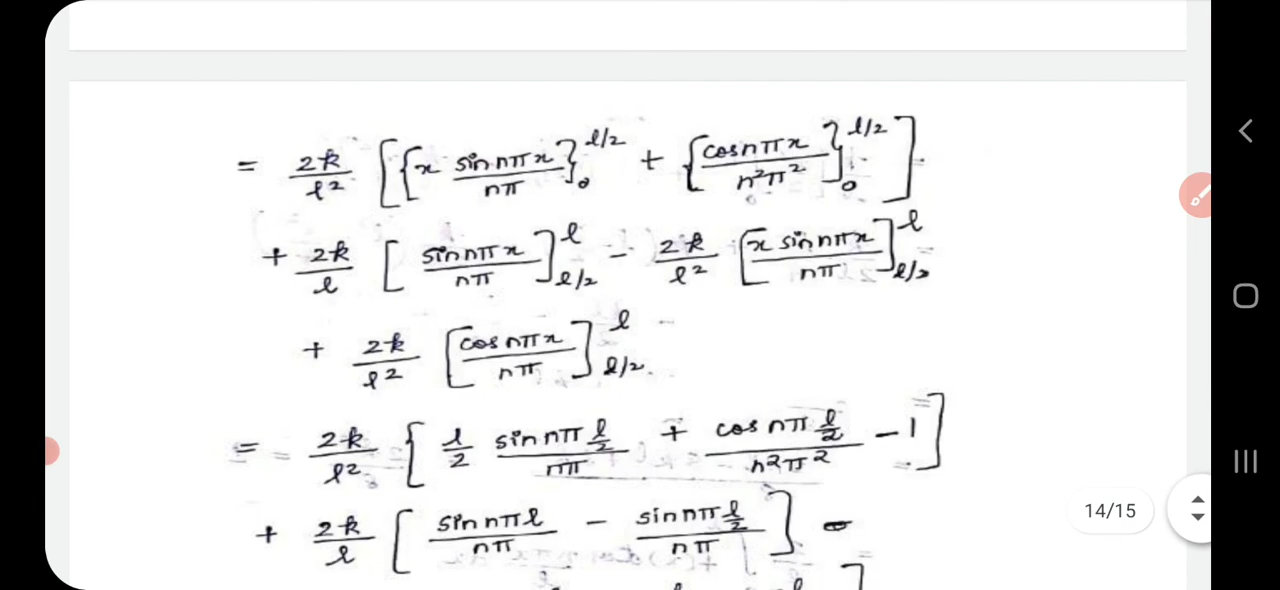 = 2k/l² [ { x sin nπx / nπ }₀^{l/2} + { cos nπx / n²π² }₀^{l/2} ]
+ 2k/l [ sin nπx / nπ ]_{l/2}^{l} - 2k/l² [ x sin nπx / nπ ]_{l/2}^{l}
+ 2k/l² [ cos nπx / nπ ]_{l/2}^{l}
= 2k/l² [ l/2 sin nπ l/2 / nπ + cos nπ l/2 / n²π² - 1 ]
+ 2k/l [ sin nπl / nπ - sin nπ l/2 / nπ ] -
14/15